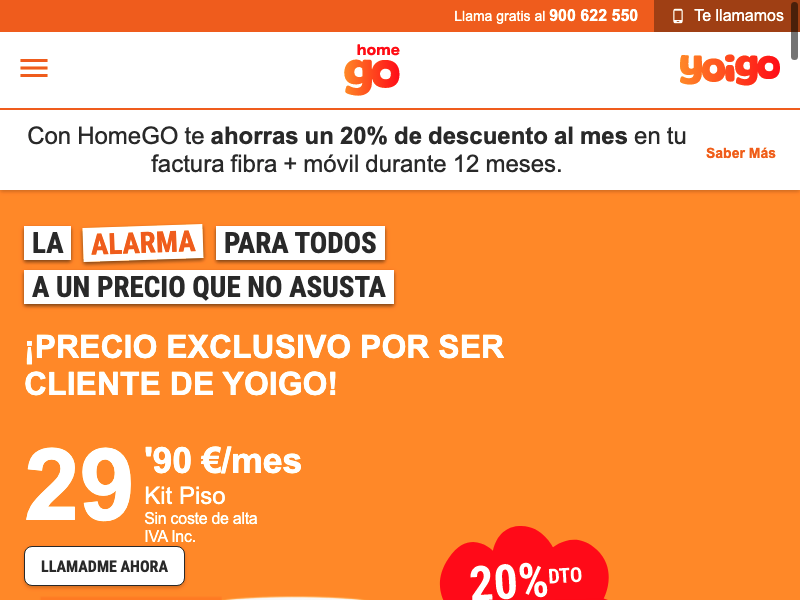 Llama gratis al 900 622 550
Te llamamos
home
go
yoigo
Con HomeGO te ahorras un 20% de descuento al mes en tu
factura fibra + móvil durante 12 meses.
Saber Más
LA ALARMA PARA TODOS
A UN PRECIO QUE NO ASUSTA
¡PRECIO EXCLUSIVO POR SER
CLIENTE DE YOIGO!
29'90 €/mes
Kit Piso
Sin coste de alta
IVA Inc.
LLAMADME AHORA
20% DTO